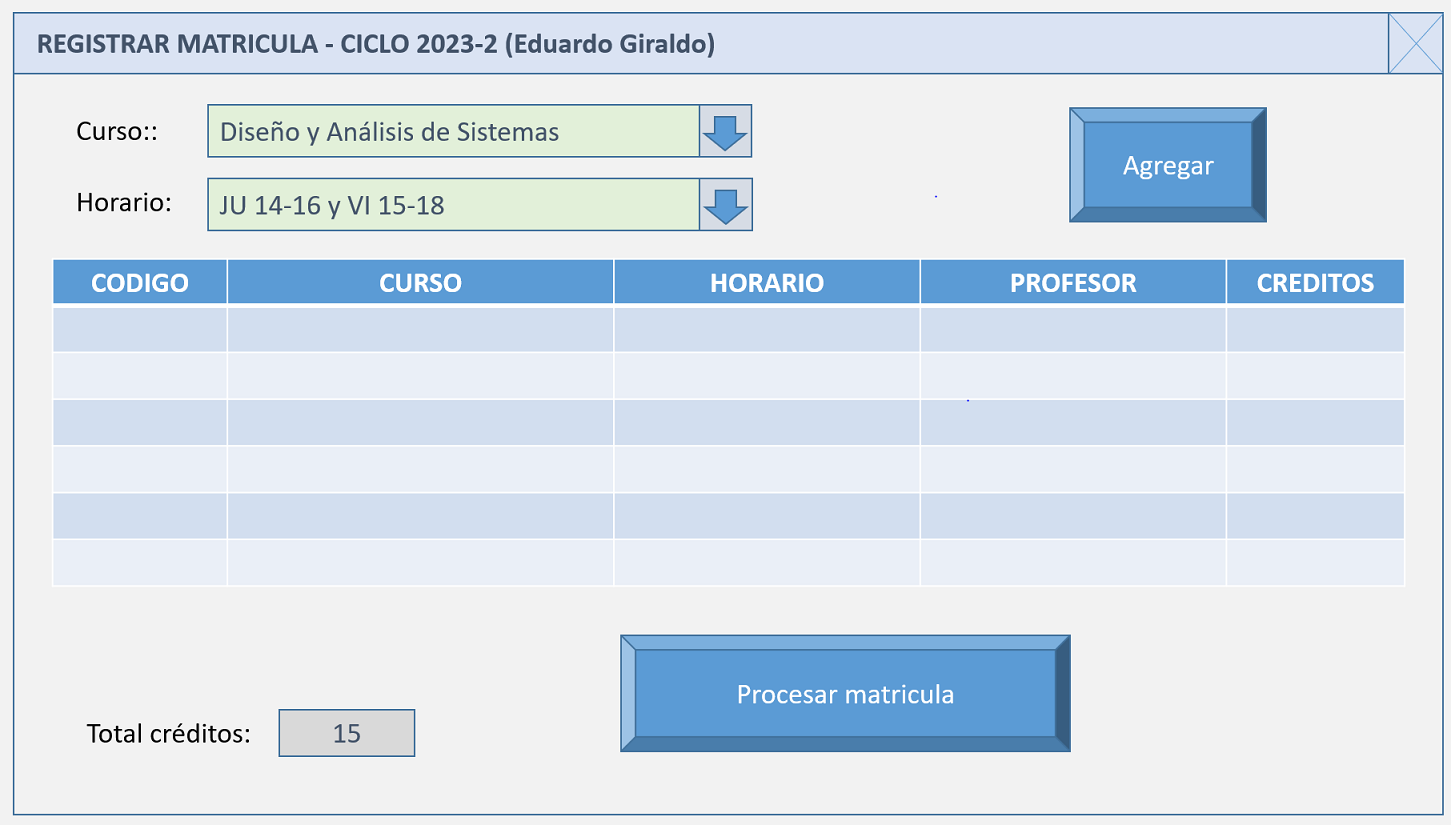 REGISTRAR MATRICULA - CICLO 2023-2 (Eduardo Giraldo)
Curso:: Diseño y Análisis de Sistemas
Agregar
Horario: JU 14-16 y VI 15-18
CODIGO CURSO HORARIO PROFESOR CREDITOS
Procesar matricula
Total créditos: 15